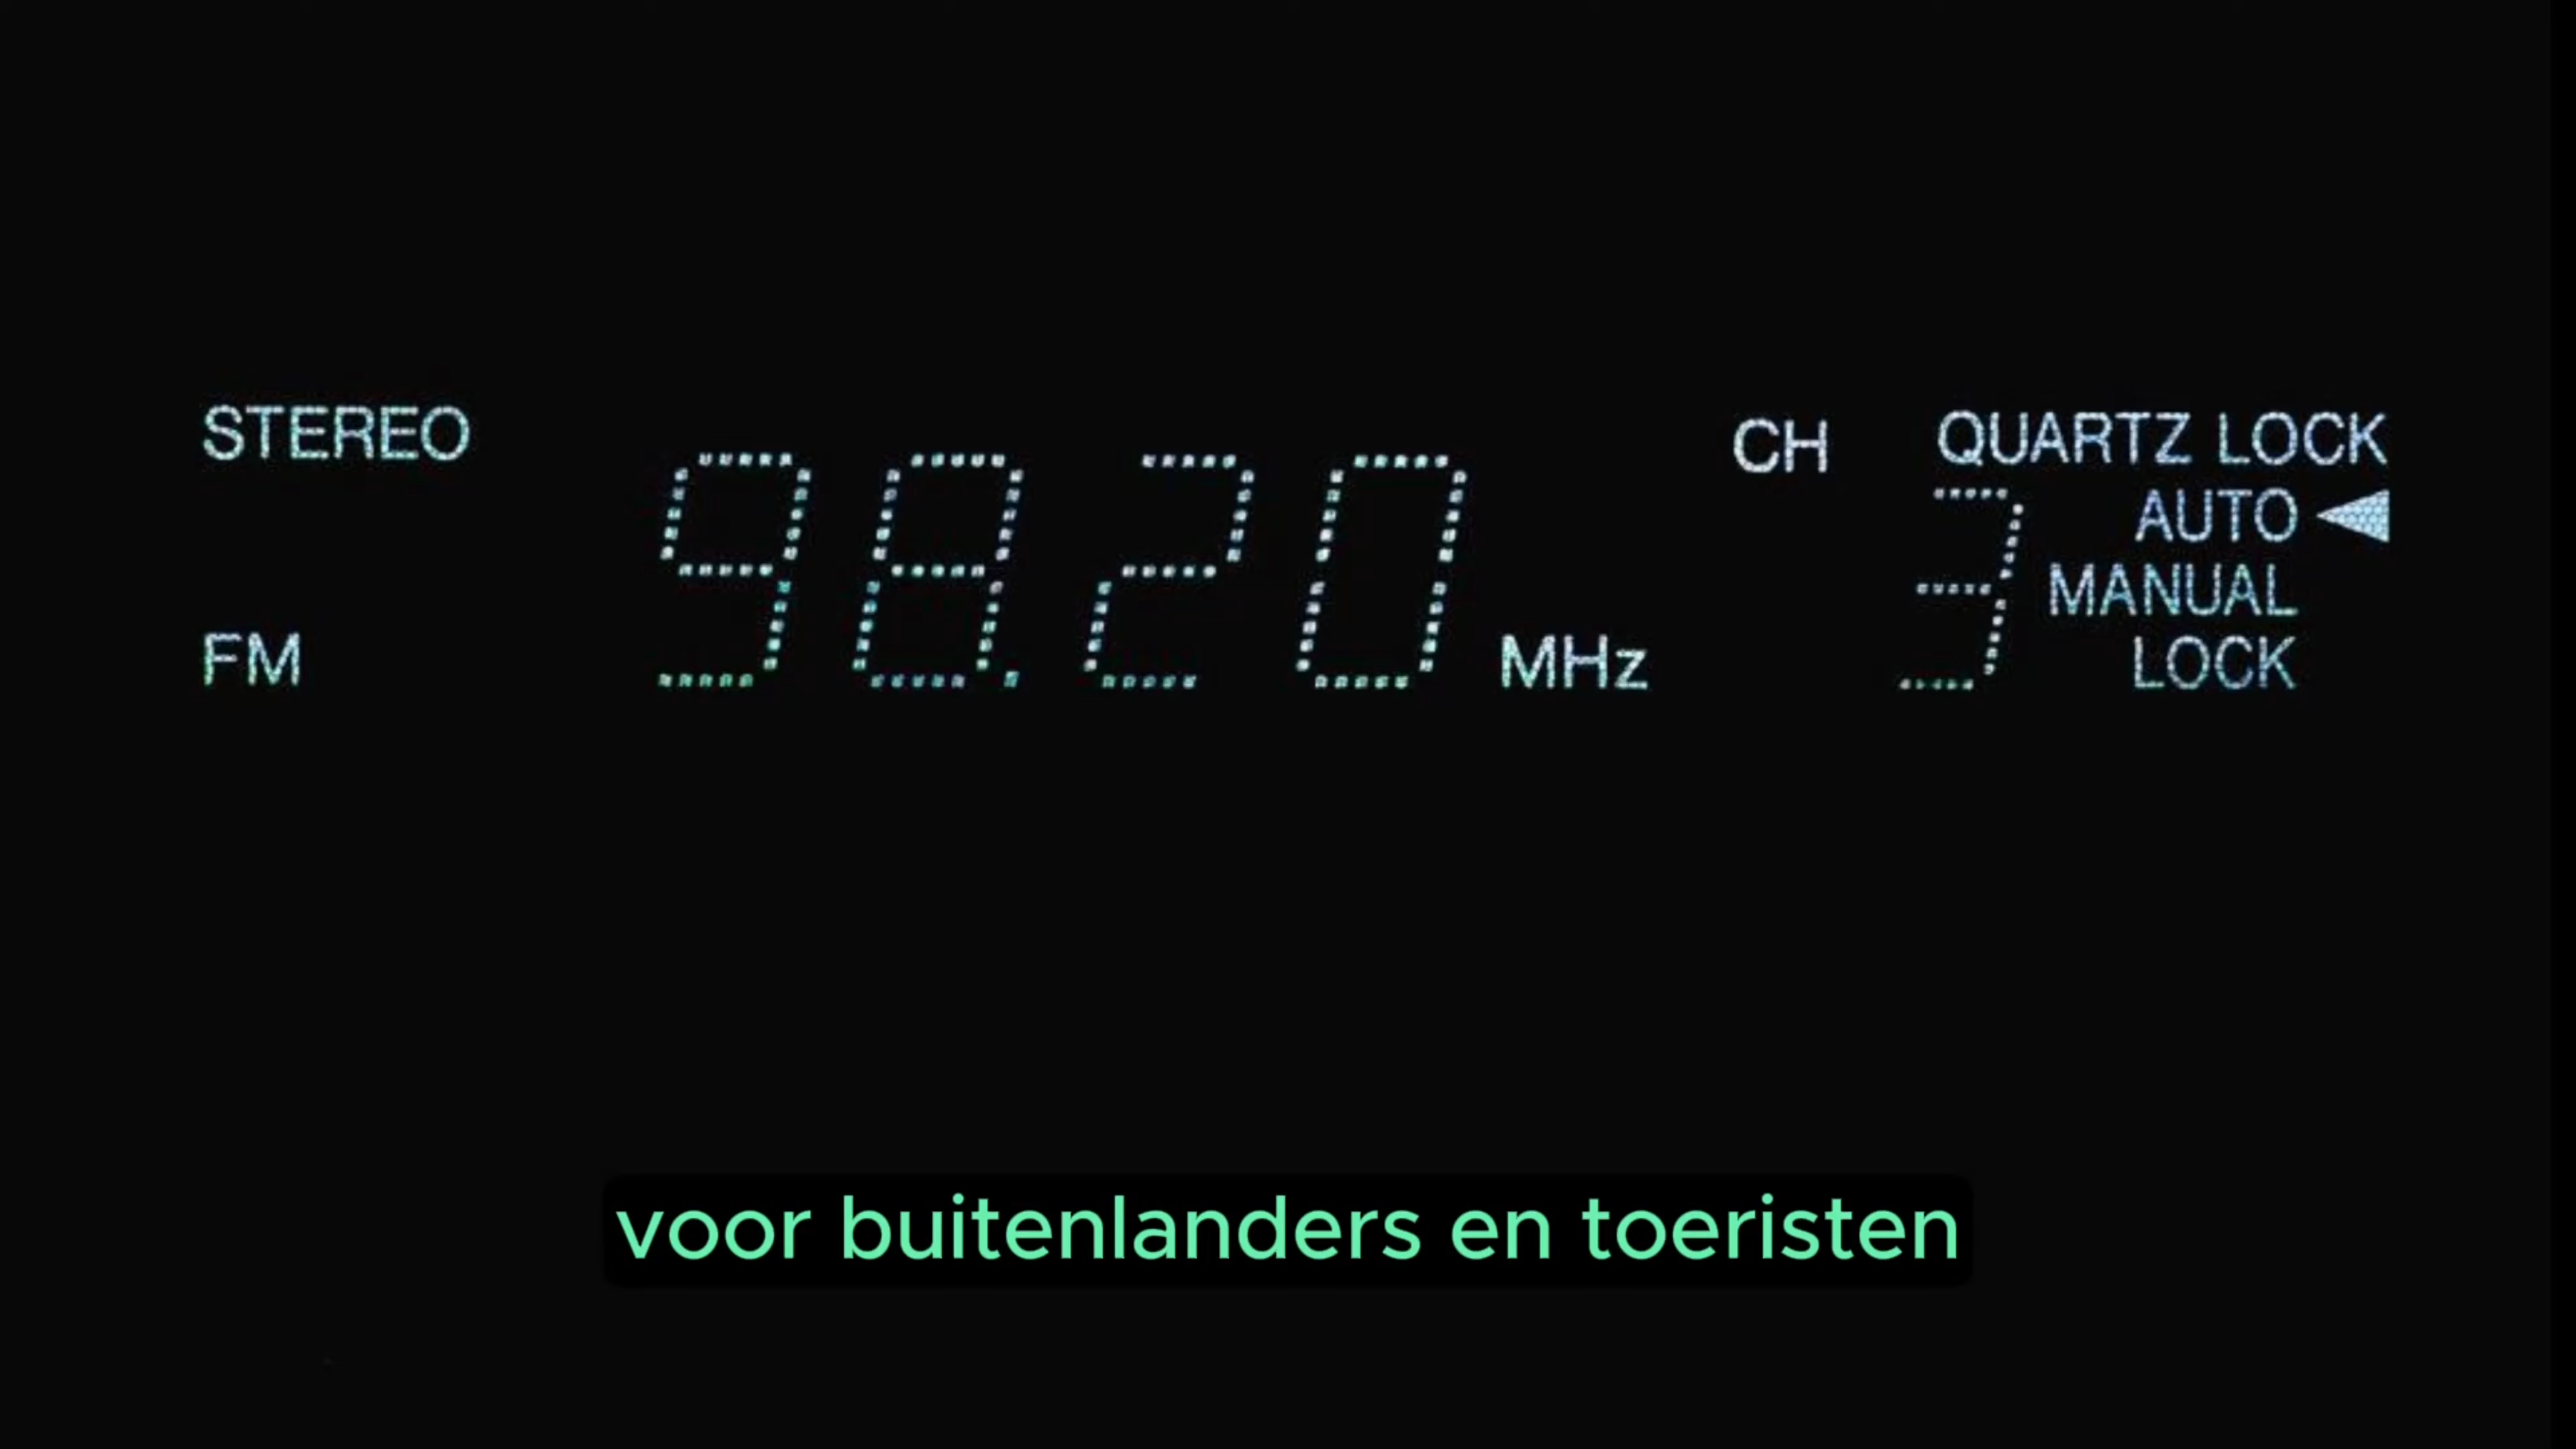 STEREO
FM
98.20 MHz
CH 3
QUARTZ LOCK
AUTO
MANUAL
LOCK
voor buitenlanders en toeristen